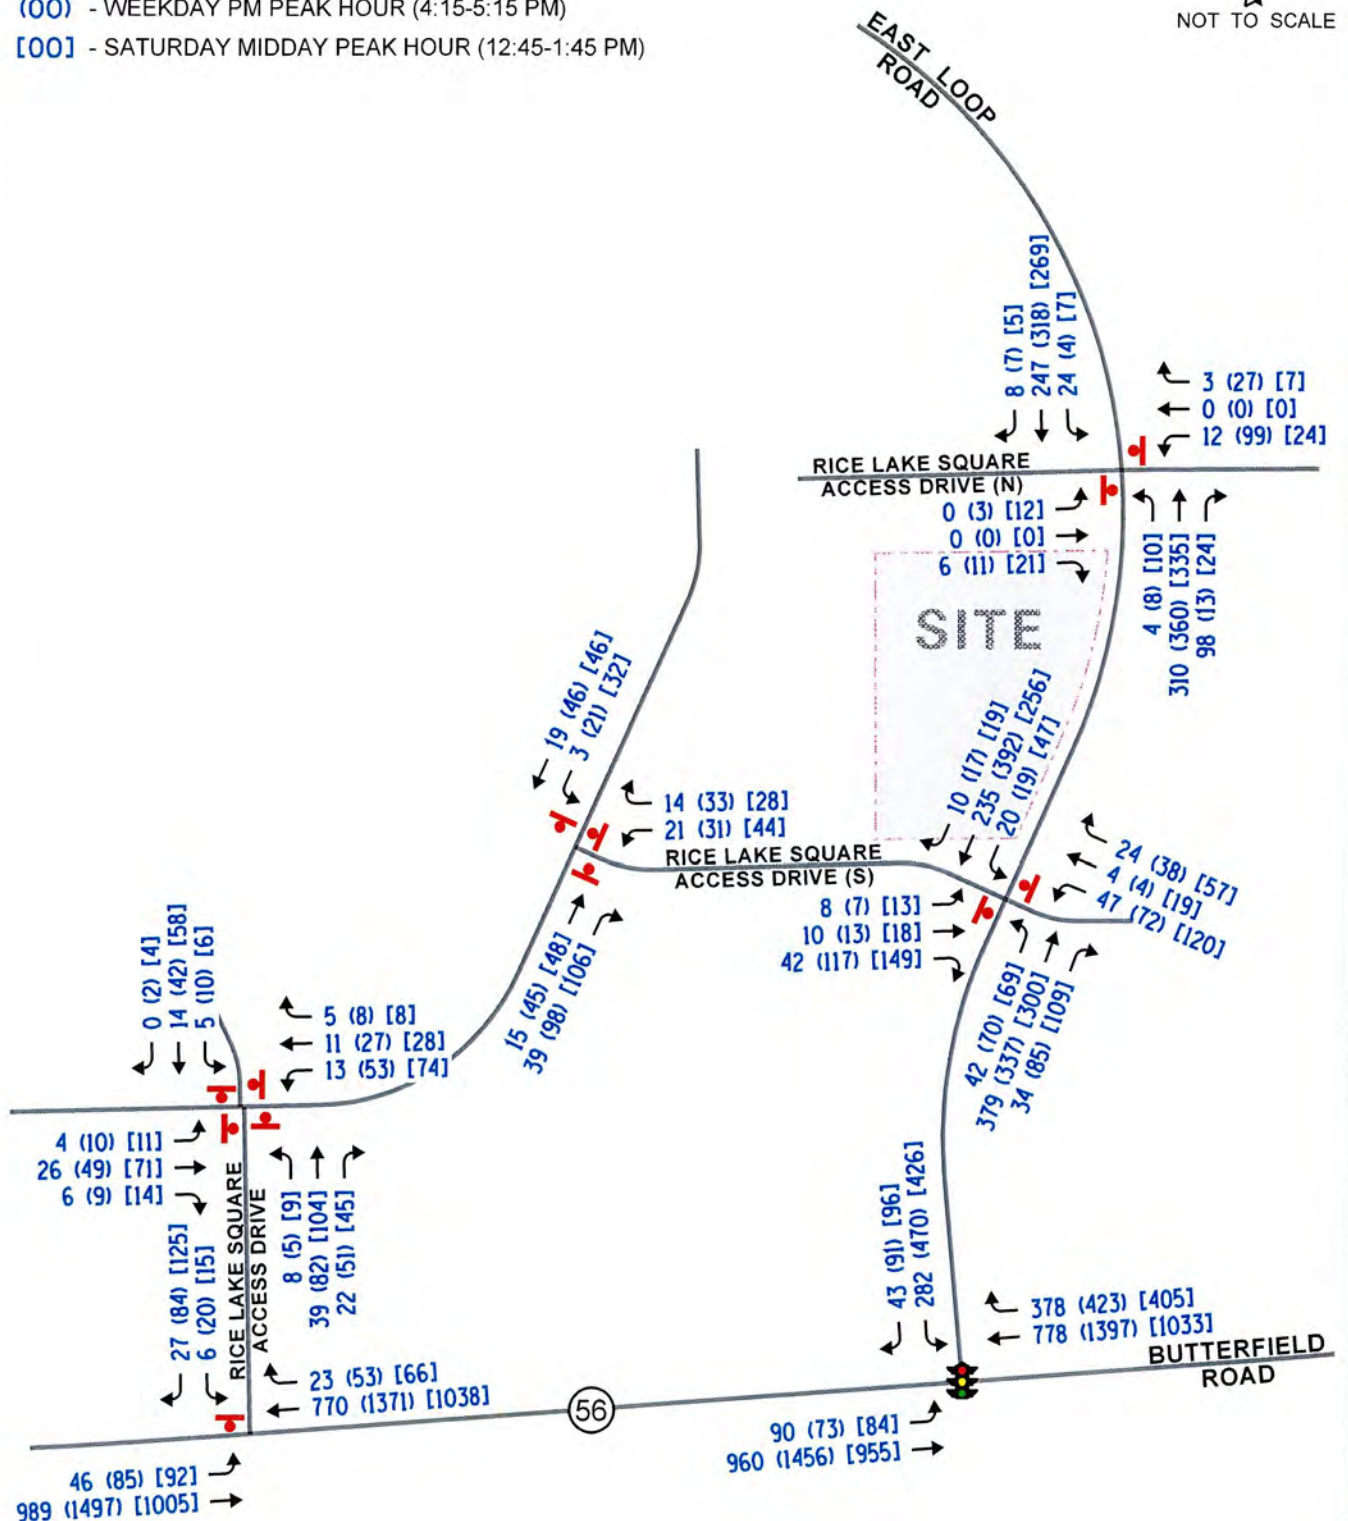 (00) - WEEKDAY PM PEAK HOUR (4:15-5:15 PM)
[00] - SATURDAY MIDDAY PEAK HOUR (12:45-1:45 PM)
NOT TO SCALE
EAST LOOP
ROAD
8 (7) [5]
247 (318) [269]
24 (4) [7]
3 (27) [7]
0 (0) [0]
12 (99) [24]
RICE LAKE SQUARE
ACCESS DRIVE (N)
0 (3) [12]
0 (0) [0]
6 (11) [21]
4 (8) [10]
310 (360) [335]
98 (13) [24]
SITE
19 (46) [46]
3 (21) [32]
14 (33) [28]
21 (31) [44]
RICE LAKE SQUARE
ACCESS DRIVE (S)
15 (45) [48]
39 (98) [106]
10 (17) [19]
235 (392) [256]
20 (19) [47]
24 (38) [57]
4 (4) [19]
47 (72) [120]
8 (7) [13]
10 (13) [18]
42 (117) [149]
42 (70) [69]
379 (337) [300]
34 (85) [109]
0 (2) [4]
14 (42) [58]
5 (10) [6]
5 (8) [8]
11 (27) [28]
13 (53) [74]
4 (10) [11]
26 (49) [71]
6 (9) [14]
8 (5) [9]
39 (82) [104]
22 (51) [45]
RICE LAKE SQUARE
ACCESS DRIVE
27 (84) [125]
6 (20) [15]
23 (53) [66]
770 (1371) [1038]
46 (85) [92]
989 (1497) [1005]
56
43 (91) [96]
282 (470) [426]
378 (423) [405]
778 (1397) [1033]
BUTTERFIELD
ROAD
90 (73) [84]
960 (1456) [955]